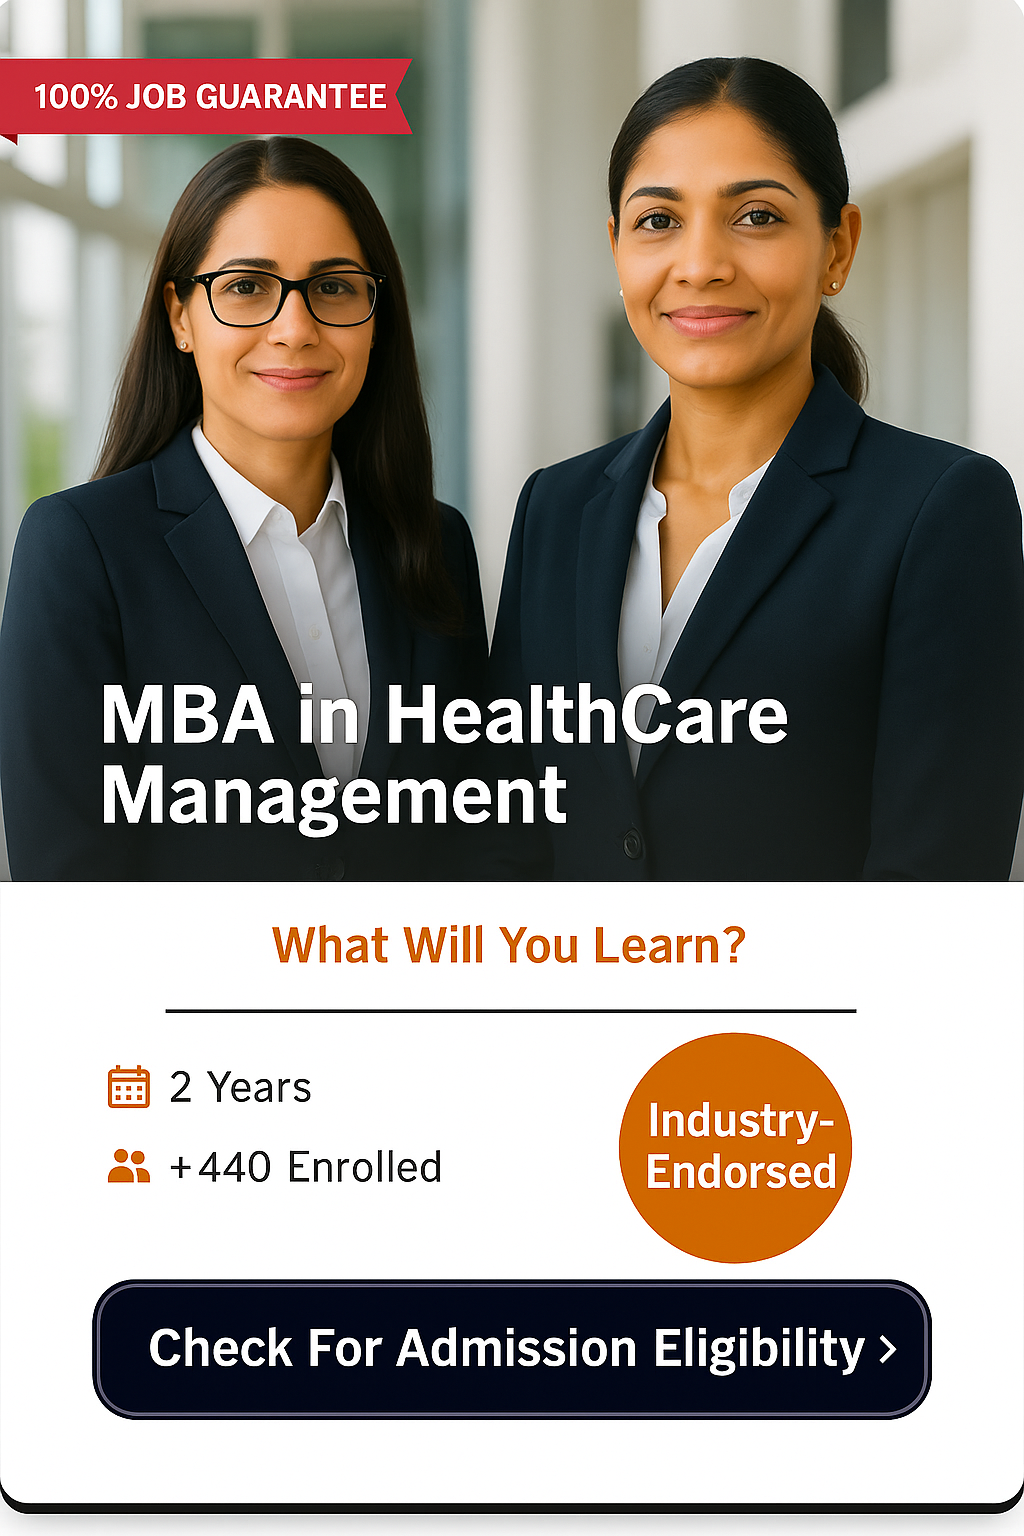 100% JOB GUARANTEE
MBA in HealthCare
Management
What Will You Learn?
2 Years
+440 Enrolled
Industry-
Endorsed
Check For Admission Eligibility >